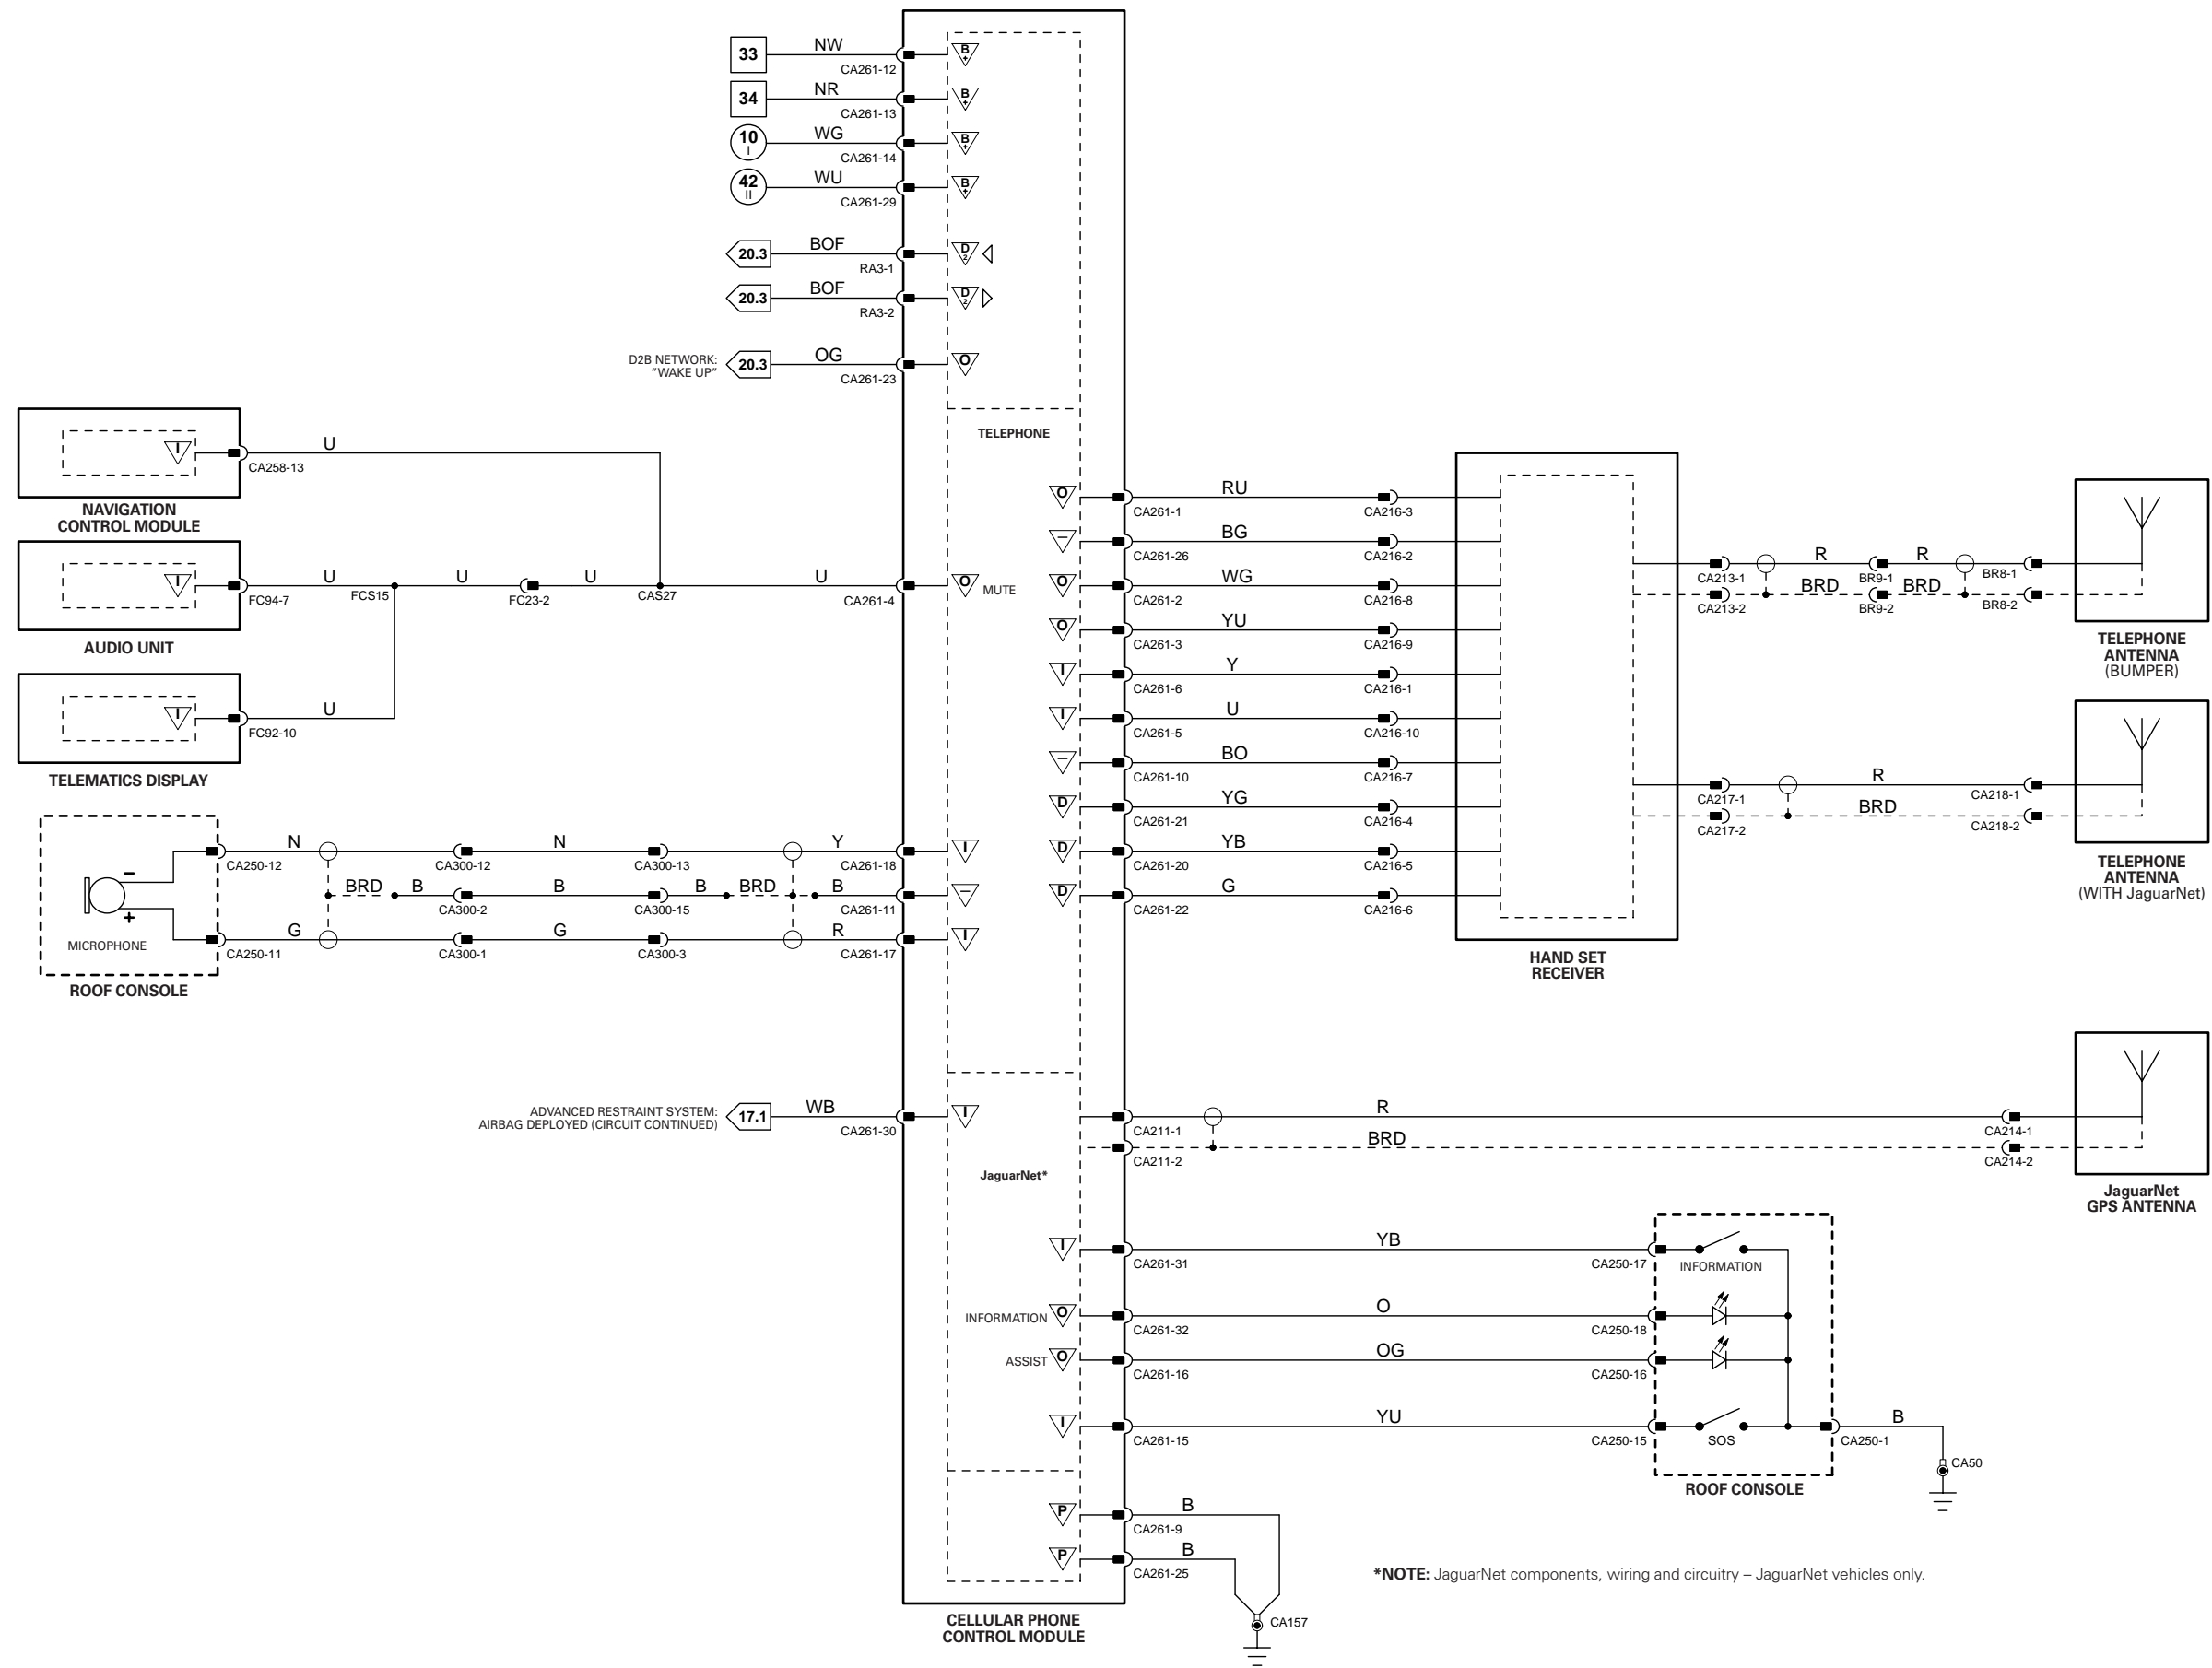 33 NW CA261-12 B+
34 NR CA261-13 B+
10 I WG CA261-14 B+
42 II WU CA261-29 B+
20.3 BOF RA3-1 D2
20.3 BOF RA3-2 D2
D2B NETWORK:
"WAKE UP"
20.3 OG CA261-23 O
TELEPHONE
I U CA258-13
NAVIGATION
CONTROL MODULE
I U U U U O MUTE
FC94-7 FCS15 FC23-2 CAS27 CA261-4
AUDIO UNIT
I U FC92-10
TELEMATICS DISPLAY
N N Y I
CA250-12 CA300-12 CA300-13 CA261-18
– BRD B B B BRD B –
CA300-2 CA300-15 CA261-11
+
MICROPHONE
G G R I
CA250-11 CA300-1 CA300-3 CA261-17
ROOF CONSOLE
O RU CA261-1 CA216-3
– BG CA261-26 CA216-2
O WG CA261-2 CA216-8
O YU CA261-3 CA216-9
I Y CA261-6 CA216-1
I U CA261-5 CA216-10
– BO CA261-10 CA216-7
D YG CA261-21 CA216-4
D YB CA261-20 CA216-5
D G CA261-22 CA216-6
HAND SET
RECEIVER
R R
CA213-1 BR9-1 BR8-1
BRD BRD
CA213-2 BR9-2 BR8-2
TELEPHONE
ANTENNA
(BUMPER)
R
CA217-1 CA218-1
BRD
CA217-2 CA218-2
TELEPHONE
ANTENNA
(WITH JaguarNet)
ADVANCED RESTRAINT SYSTEM:
AIRBAG DEPLOYED (CIRCUIT CONTINUED)
17.1 WB CA261-30 I
JaguarNet*
R
CA211-1 CA214-1
BRD
CA211-2 CA214-2
JaguarNet
GPS ANTENNA
I YB
CA261-31 CA250-17 INFORMATION
INFORMATION O O
CA261-32 CA250-18
ASSIST O OG
CA261-16 CA250-16
I YU B
CA261-15 CA250-15 SOS CA250-1
CA50
ROOF CONSOLE
P B CA261-9
P B CA261-25
CA157
*NOTE: JaguarNet components, wiring and circuitry – JaguarNet vehicles only.
CELLULAR PHONE
CONTROL MODULE